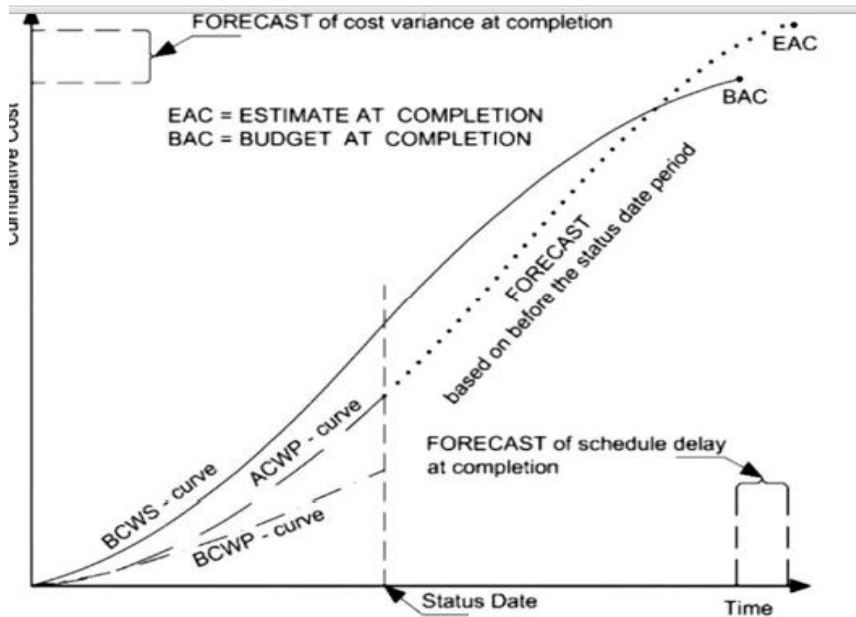 FORECAST of cost variance at completion
EAC
BAC
EAC = ESTIMATE AT COMPLETION
BAC = BUDGET AT COMPLETION
Cumulative Cost
FORECAST
based on before the status date period
FORECAST of schedule delay
at completion
BCWS - curve
ACWP - curve
BCWP - curve
Status Date
Time